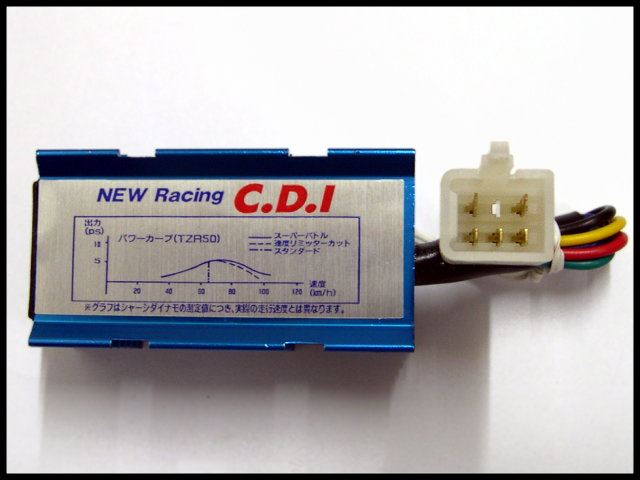 NEW Racing C.D.I
出力
(PS)
パワーカーブ(TZR50)
スーパーバトル
速度リミッターカット
スタンダード
10
5
20 40 60 80 100 120
速度
(km/h)
※グラフはシャーシダイナモの測定値につき、実際の走行速度とは異なります。